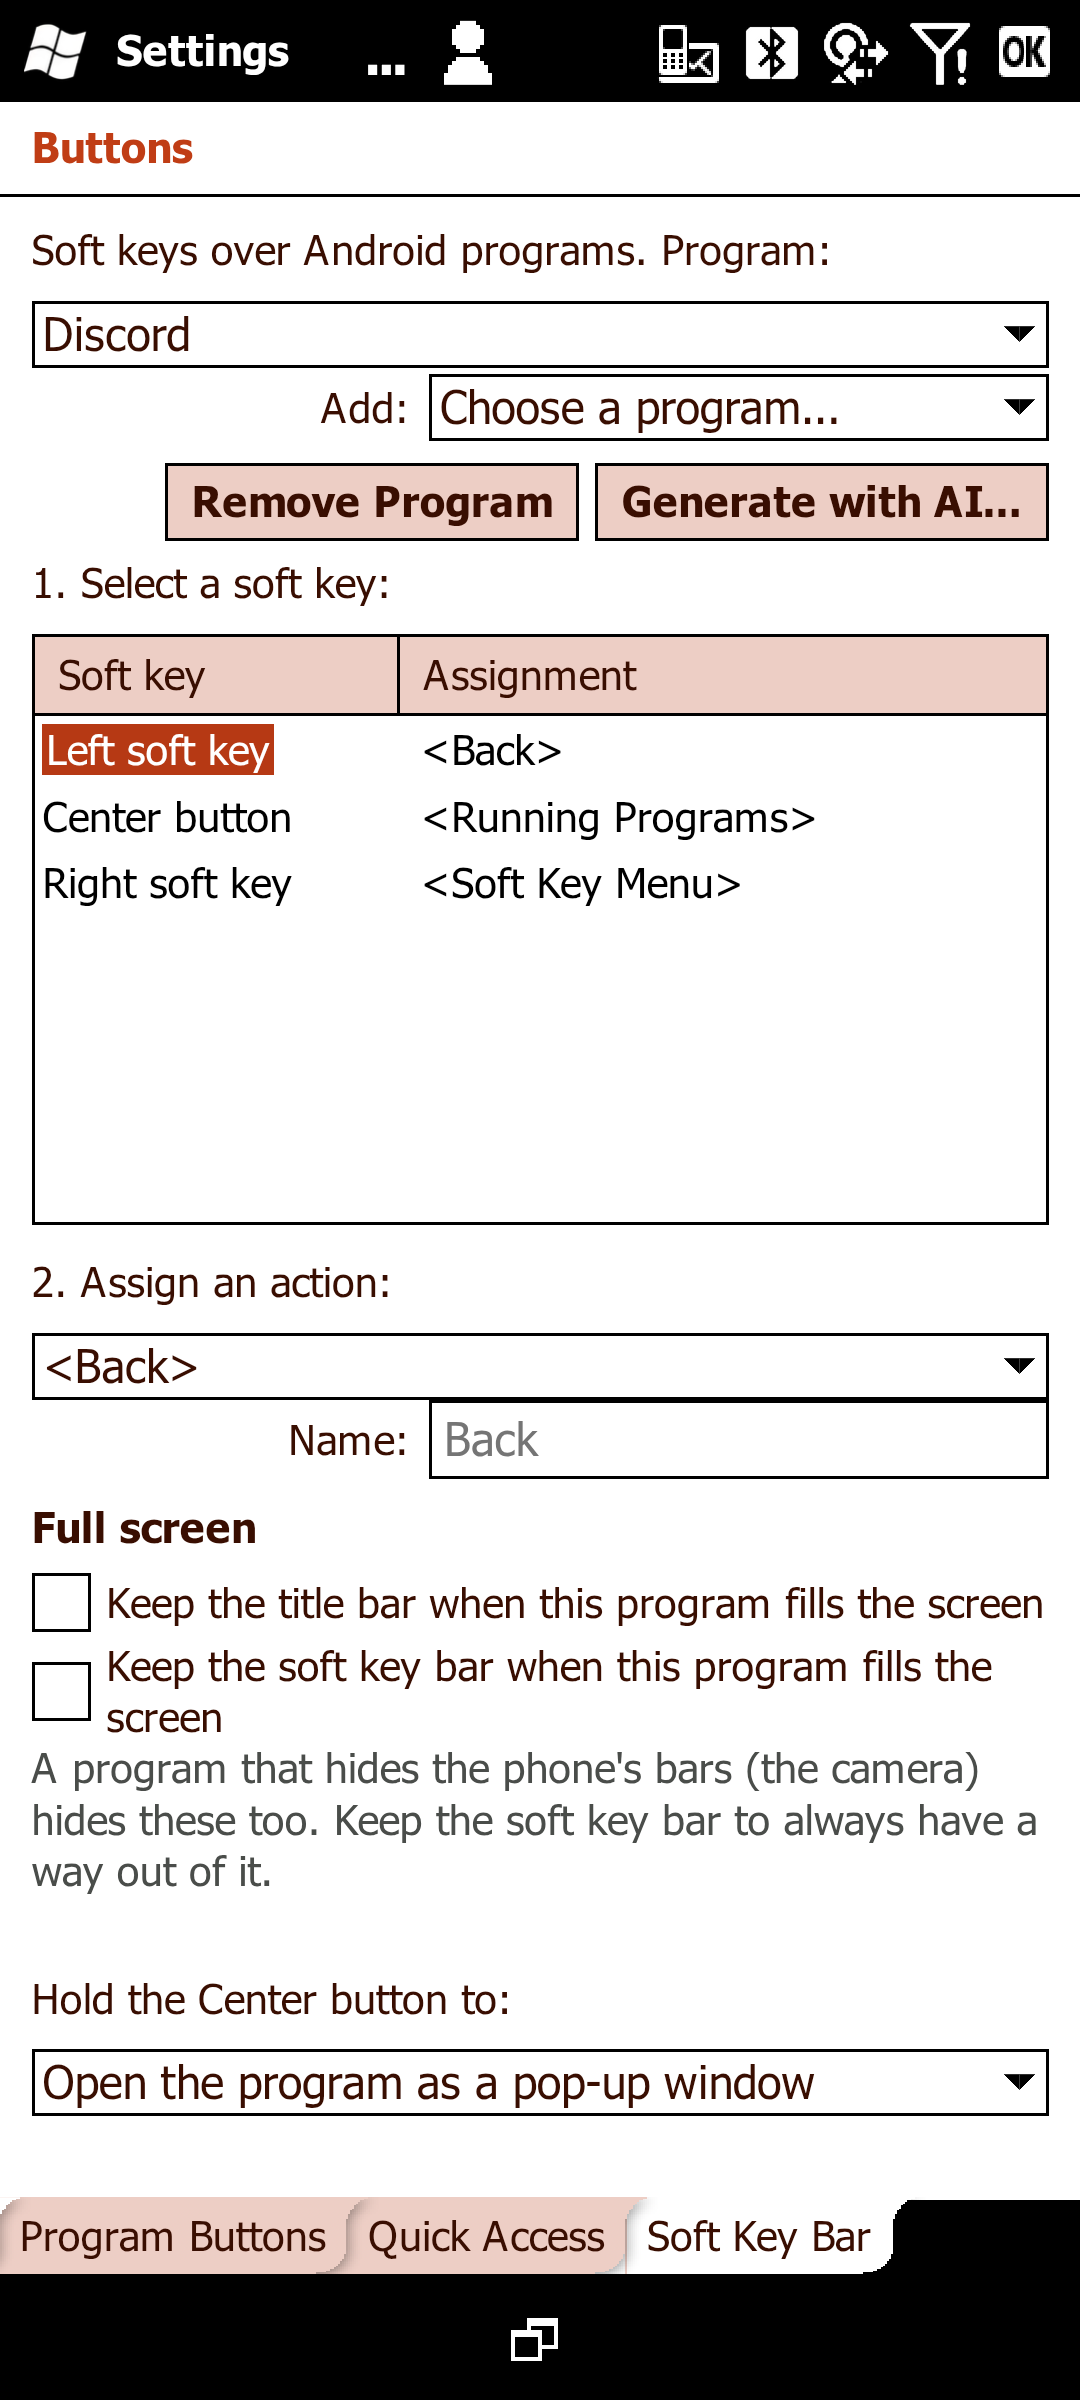 Settings ... OK
Buttons
Soft keys over Android programs. Program:
Discord
Add: Choose a program...
Remove Program Generate with AI...
1. Select a soft key:
Soft key Assignment
Left soft key <Back>
Center button <Running Programs>
Right soft key <Soft Key Menu>
2. Assign an action:
<Back>
Name: Back
Full screen
Keep the title bar when this program fills the screen
Keep the soft key bar when this program fills the
screen
A program that hides the phone's bars (the camera)
hides these too. Keep the soft key bar to always have a
way out of it.
Hold the Center button to:
Open the program as a pop-up window
Program Buttons Quick Access Soft Key Bar